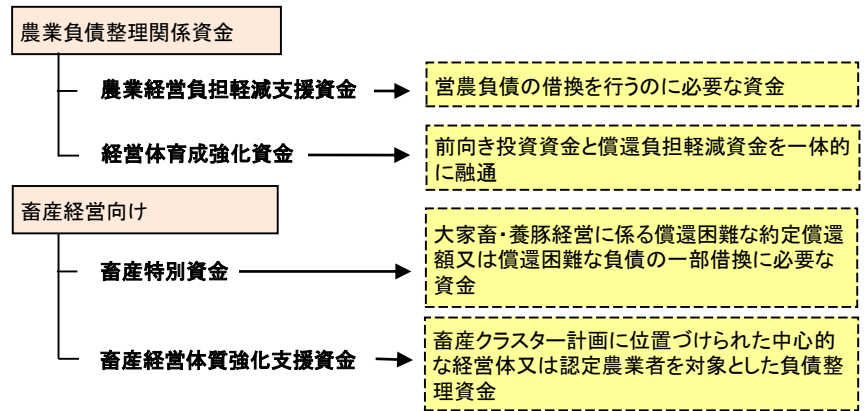 農業負債整理関係資金
農業経営負担軽減支援資金
営農負債の借換を行うのに必要な資金
経営体育成強化資金
前向き投資資金と償還負担軽減資金を一体的
に融通
畜産経営向け
畜産特別資金
大家畜・養豚経営に係る償還困難な約定償還
額又は償還困難な負債の一部借換に必要な
資金
畜産経営体質強化支援資金
畜産クラスター計画に位置づけられた中心的
な経営体又は認定農業者を対象とした負債整
理資金